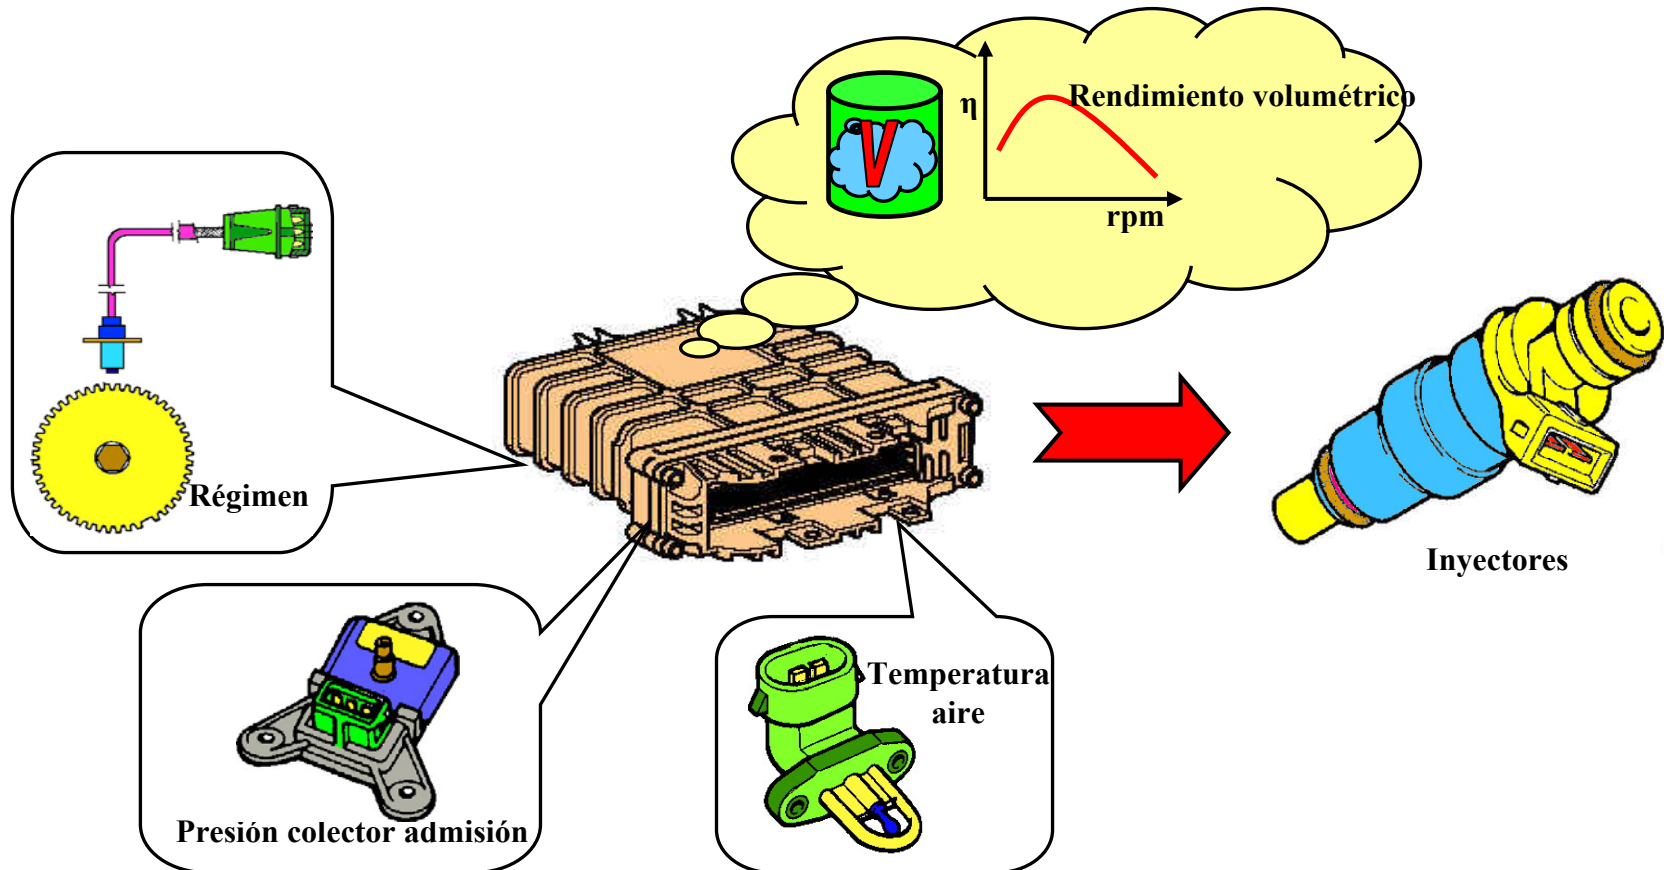 η
Rendimiento volumétrico
V
rpm
Régimen
Inyectores
Temperatura
aire
Presión colector admisión